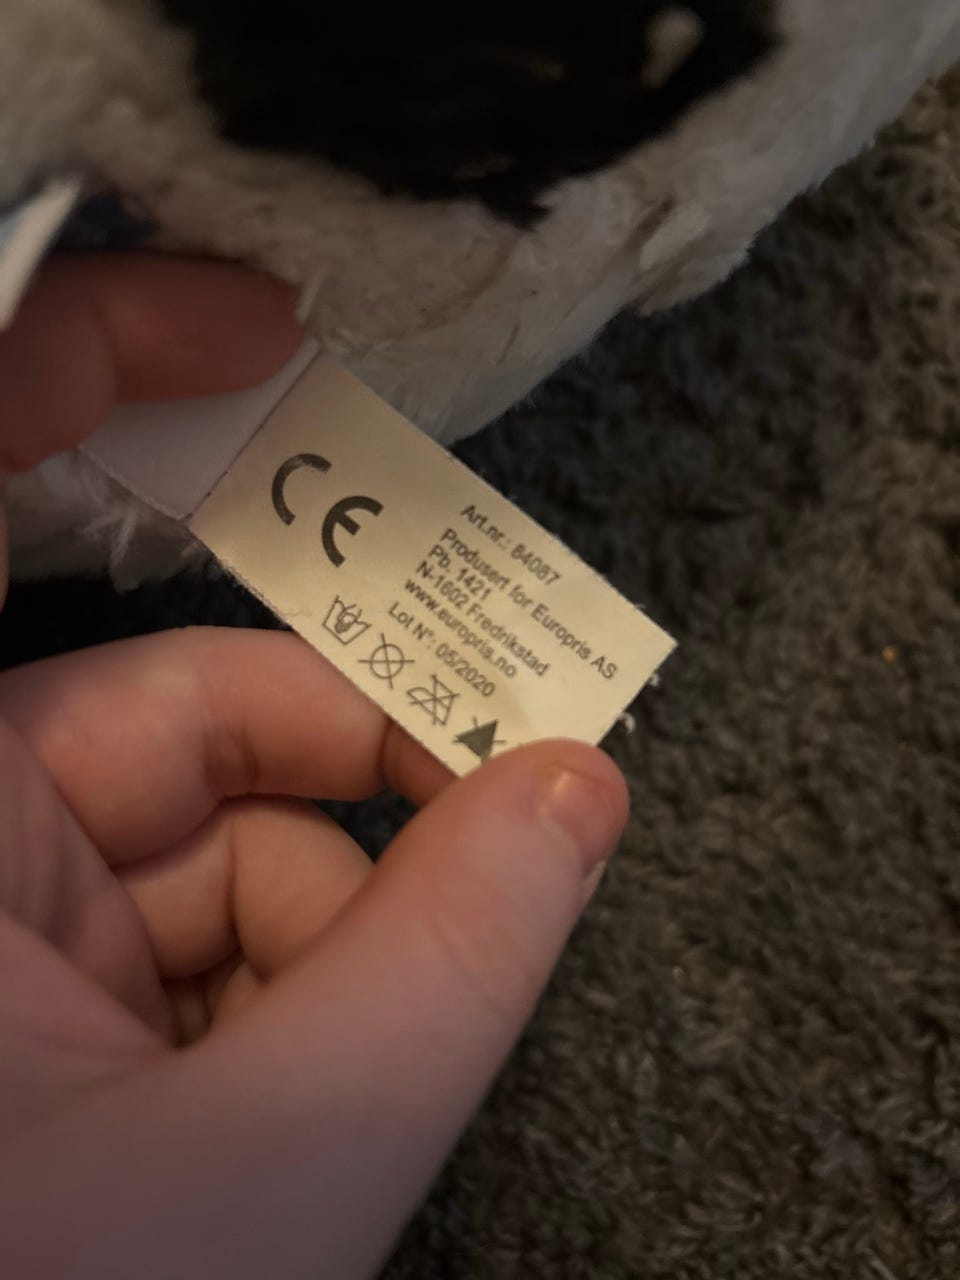 CE
Art.nr.: 84087
Produsert for Europris AS
Pb. 1421
N-1602 Fredrikstad
www.europris.no
Lot N°: 05/2020